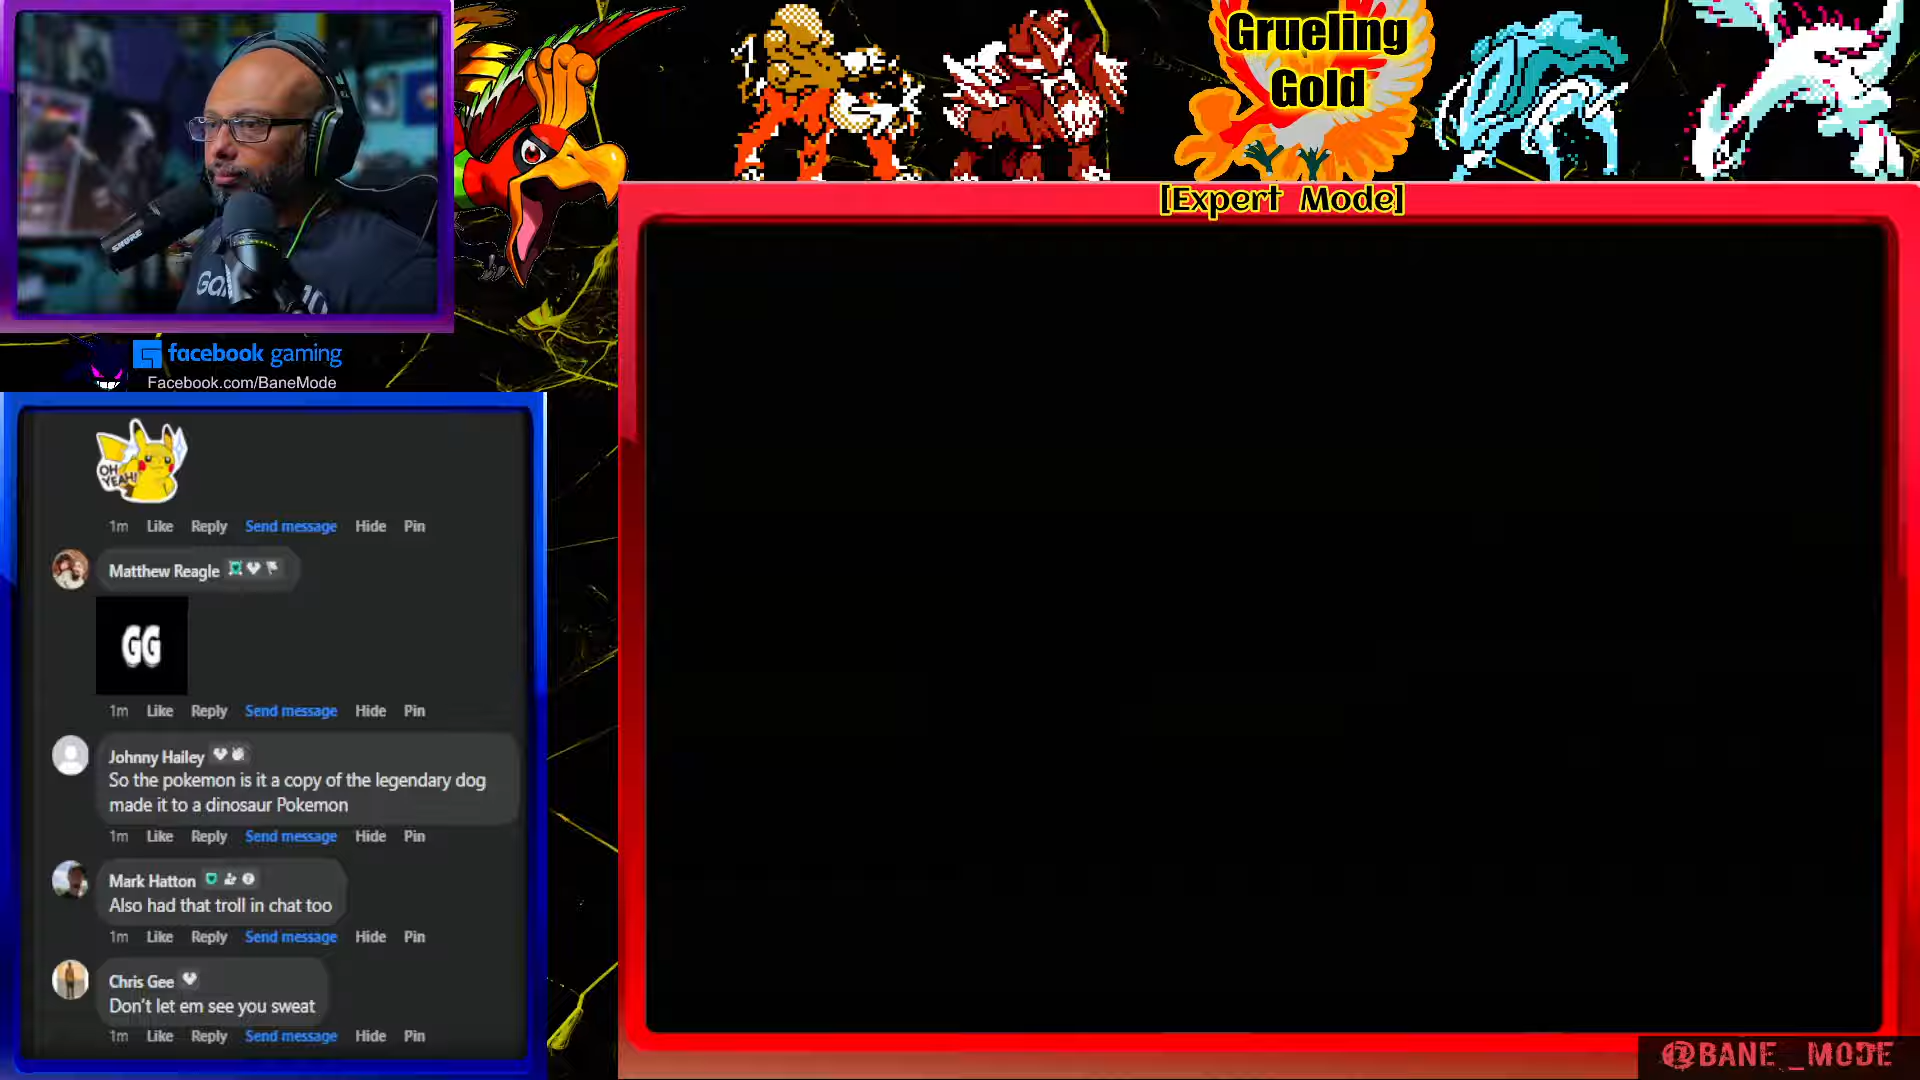 Grueling
Gold
[Expert Mode]
SHURE
facebook gaming
Facebook.com/BaneMode
OH
YEAH!
1m Like Reply Send message Hide Pin
Matthew Reagle
GG
1m Like Reply Send message Hide Pin
Johnny Hailey
So the pokemon is it a copy of the legendary dog
made it to a dinosaur Pokemon
1m Like Reply Send message Hide Pin
Mark Hatton
Also had that troll in chat too
1m Like Reply Send message Hide Pin
Chris Gee
Don't let em see you sweat
1m Like Reply Send message Hide Pin
@BANE_MODE